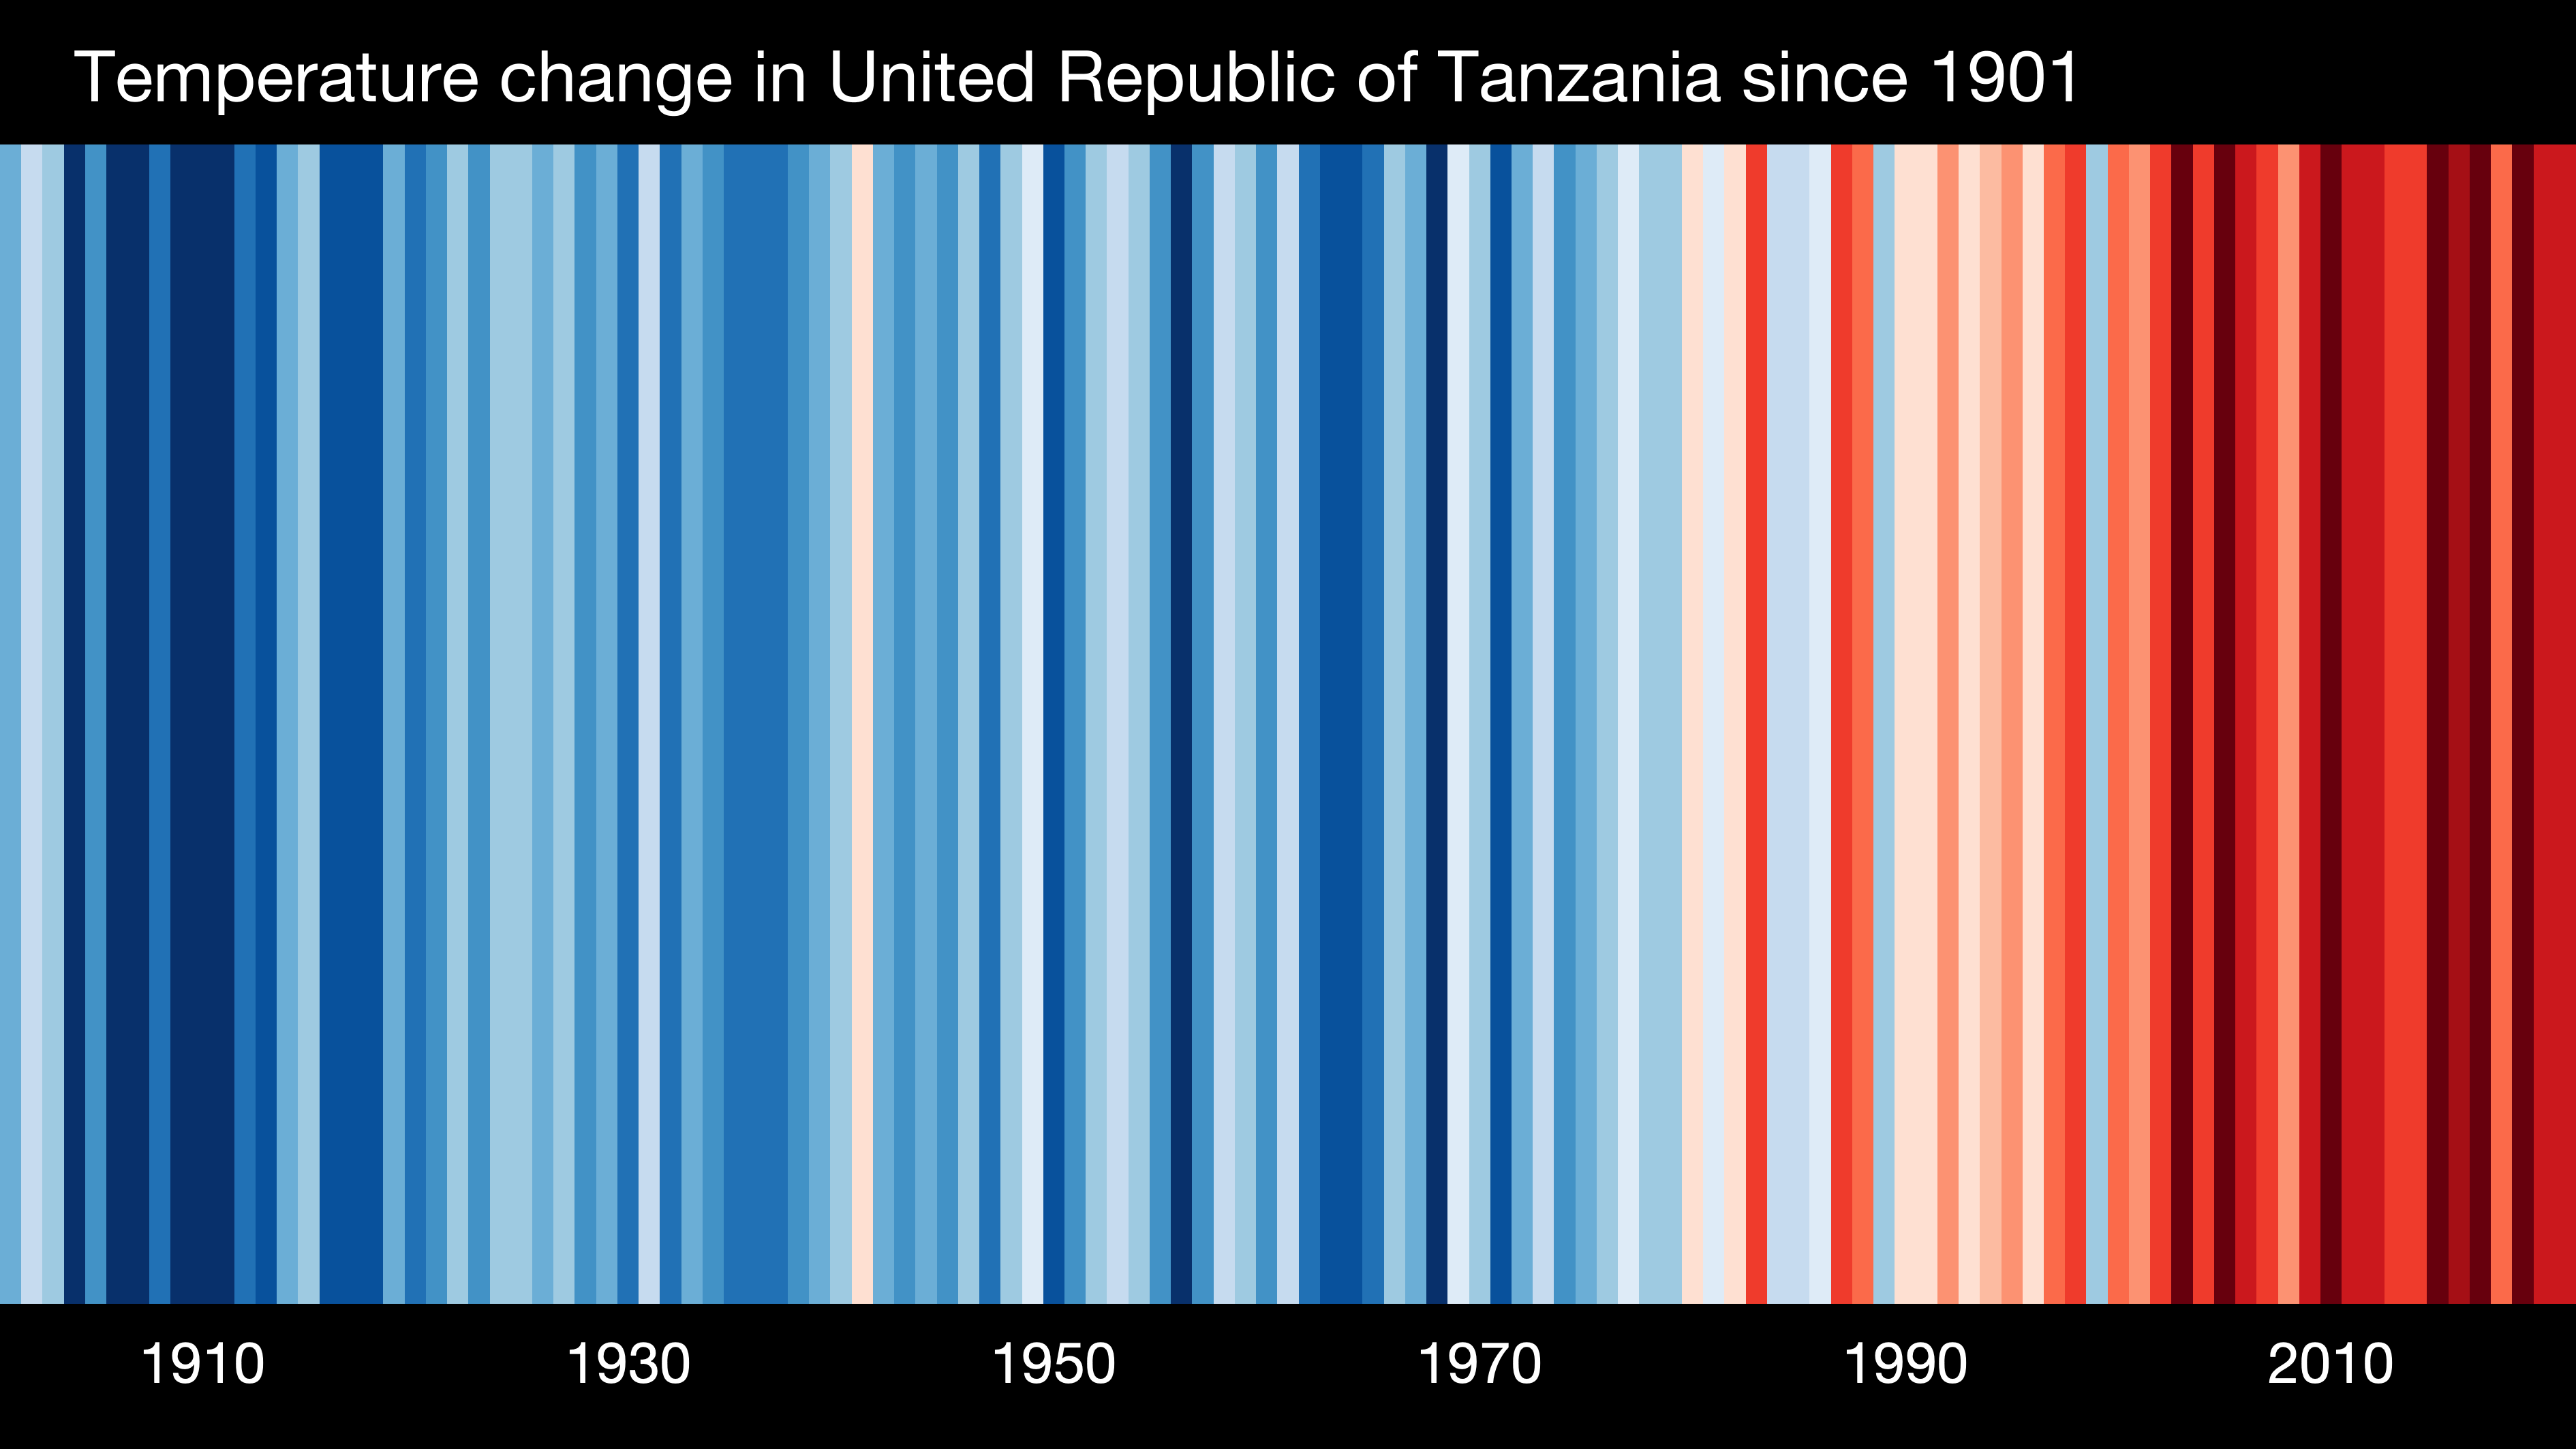 Temperature change in United Republic of Tanzania since 1901
1910 1930 1950 1970 1990 2010